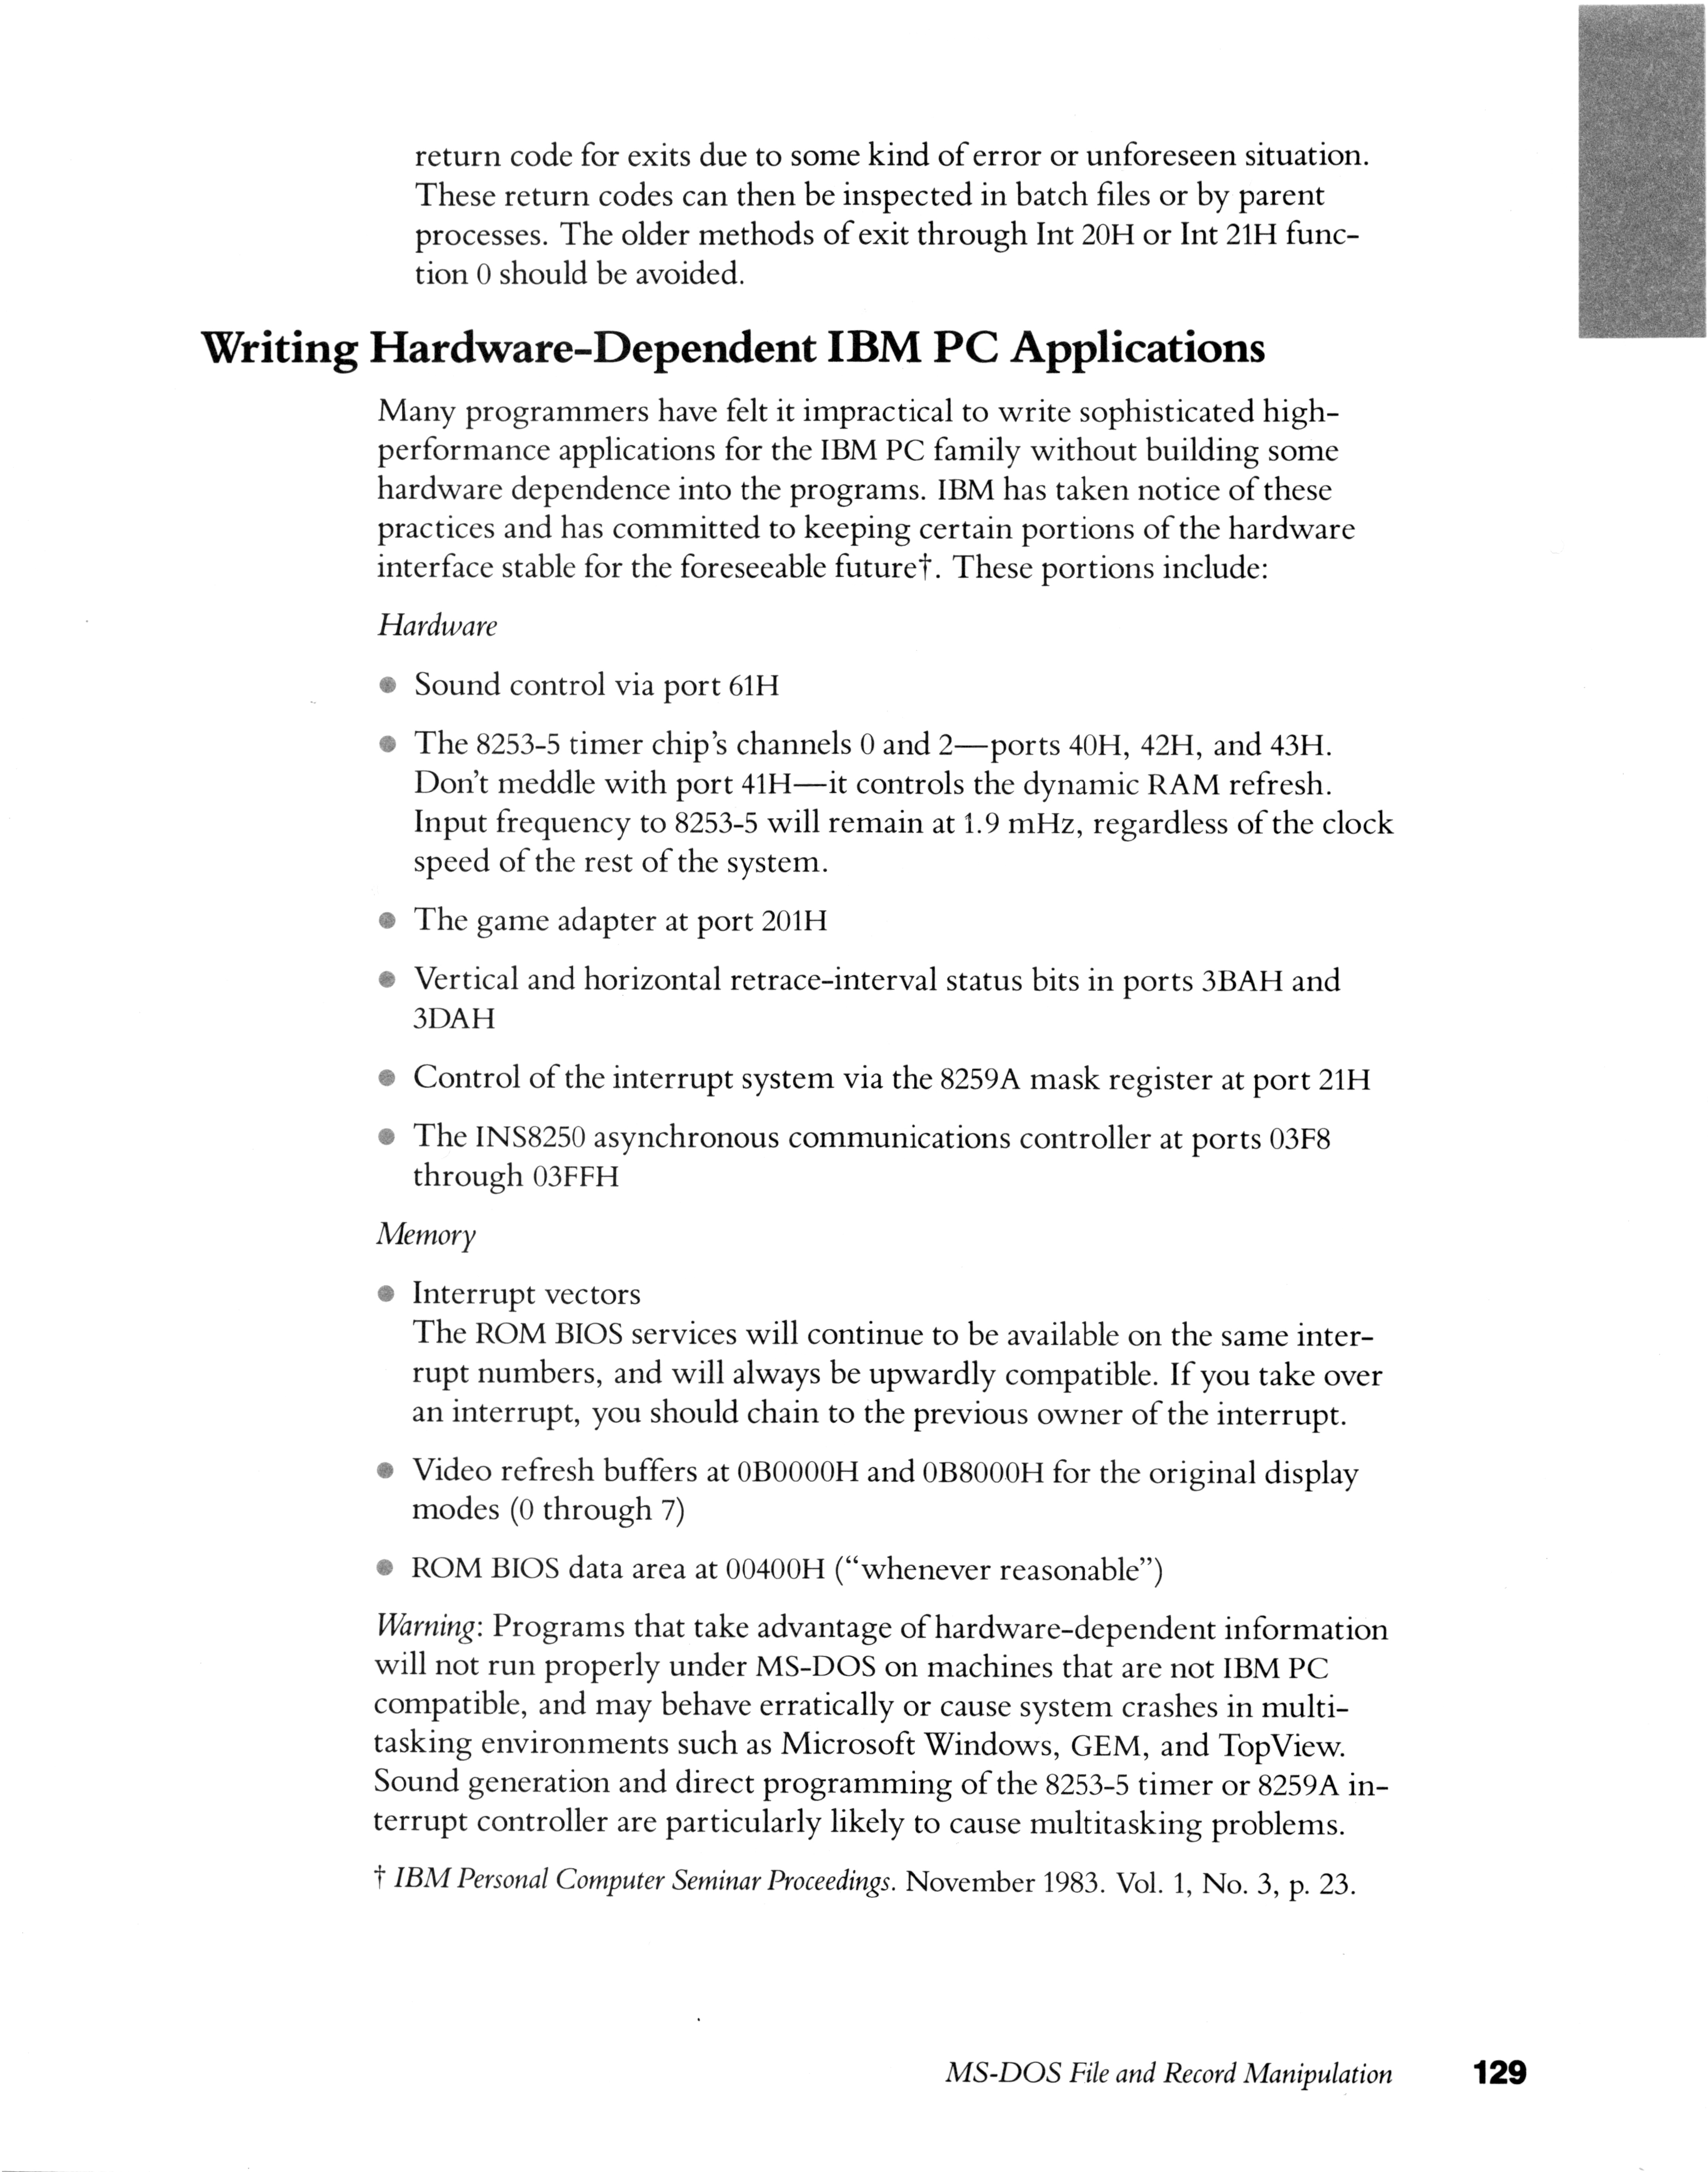 return code for exits due to some kind of error or unforeseen situation.
These return codes can then be inspected in batch files or by parent
processes. The older methods of exit through Int 20H or Int 21H func-
tion 0 should be avoided.
Writing Hardware-Dependent IBM PC Applications
Many programmers have felt it impractical to write sophisticated high-
performance applications for the IBM PC family without building some
hardware dependence into the programs. IBM has taken notice of these
practices and has committed to keeping certain portions of the hardware
interface stable for the foreseeable future†. These portions include:
Hardware
● Sound control via port 61H
● The 8253-5 timer chip's channels 0 and 2—ports 40H, 42H, and 43H.
Don't meddle with port 41H—it controls the dynamic RAM refresh.
Input frequency to 8253-5 will remain at 1.9 mHz, regardless of the clock
speed of the rest of the system.
● The game adapter at port 201H
● Vertical and horizontal retrace-interval status bits in ports 3BAH and
3DAH
● Control of the interrupt system via the 8259A mask register at port 21H
● The INS8250 asynchronous communications controller at ports 03F8
through 03FFH
Memory
● Interrupt vectors
The ROM BIOS services will continue to be available on the same inter-
rupt numbers, and will always be upwardly compatible. If you take over
an interrupt, you should chain to the previous owner of the interrupt.
● Video refresh buffers at 0B0000H and 0B8000H for the original display
modes (0 through 7)
● ROM BIOS data area at 00400H (“whenever reasonable”)
Warning: Programs that take advantage of hardware-dependent information
will not run properly under MS-DOS on machines that are not IBM PC
compatible, and may behave erratically or cause system crashes in multi-
tasking environments such as Microsoft Windows, GEM, and TopView.
Sound generation and direct programming of the 8253-5 timer or 8259A in-
terrupt controller are particularly likely to cause multitasking problems.
† IBM Personal Computer Seminar Proceedings. November 1983. Vol. 1, No. 3, p. 23.
MS-DOS File and Record Manipulation 129